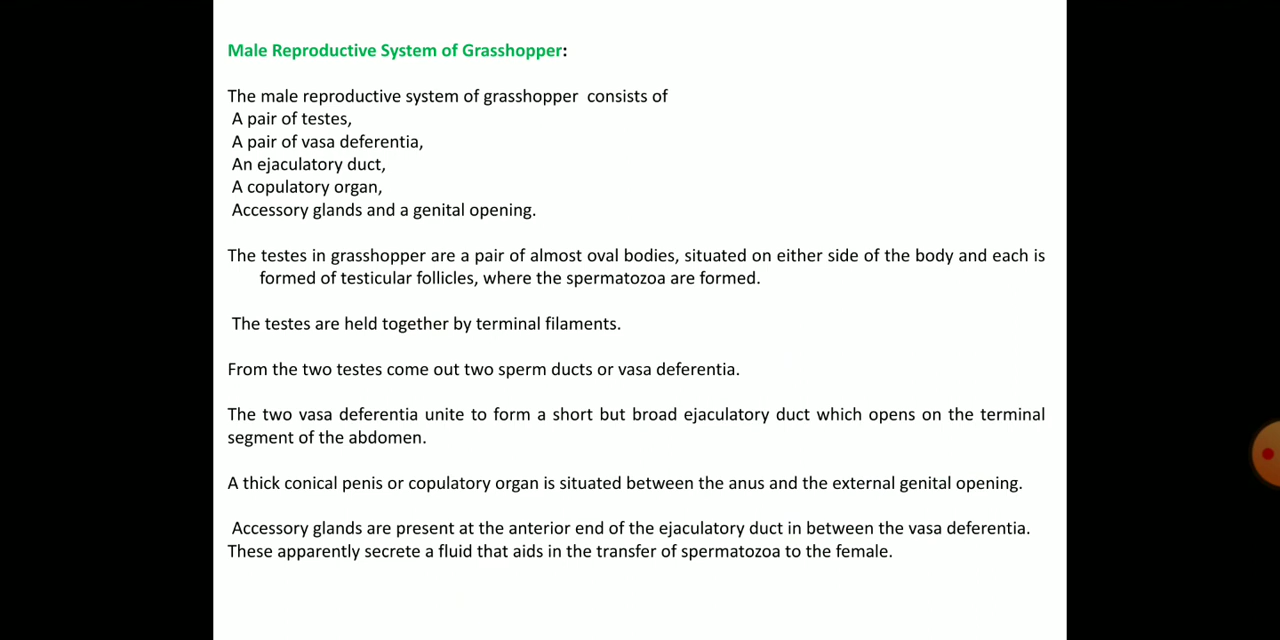 Male Reproductive System of Grasshopper:
The male reproductive system of grasshopper  consists of
A pair of testes,
A pair of vasa deferentia,
An ejaculatory duct,
A copulatory organ,
Accessory glands and a genital opening.
The testes in grasshopper are a pair of almost oval bodies, situated on either side of the body and each is
formed of testicular follicles, where the spermatozoa are formed.
The testes are held together by terminal filaments.
From the two testes come out two sperm ducts or vasa deferentia.
The two vasa deferentia unite to form a short but broad ejaculatory duct which opens on the terminal
segment of the abdomen.
A thick conical penis or copulatory organ is situated between the anus and the external genital opening.
Accessory glands are present at the anterior end of the ejaculatory duct in between the vasa deferentia.
These apparently secrete a fluid that aids in the transfer of spermatozoa to the female.